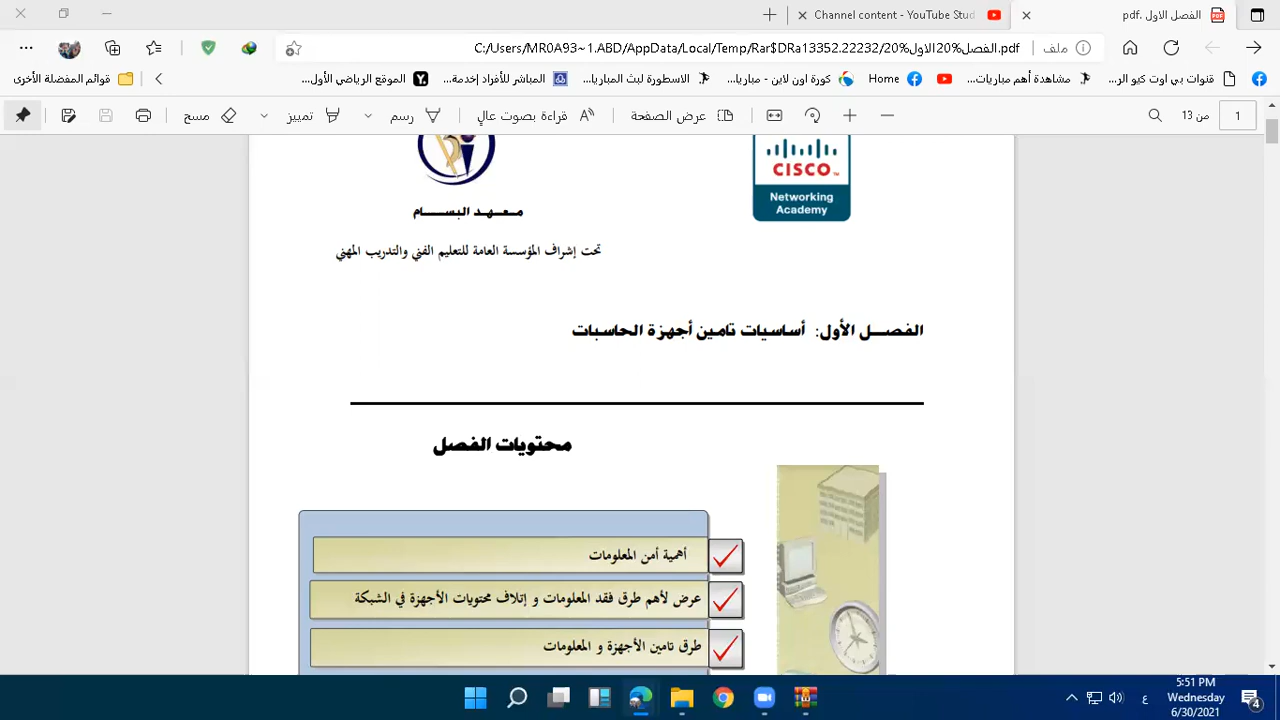 الفصل الاول .pdf
Channel content - YouTube Stud
C:/Users/MR0A93~1.ABD/AppData/Local/Temp/Rar$DRa13352.22232/20%الاول20%الفصل.pdf
ملف
قنوات بي اوت كيو الر...
مشاهدة أهم مباريات...
كورة اون لاين - مباريا...
Home
الاسطورة لبث المباريا...
المباشر للأفراد إخدمة...
الموقع الرياضي الأول...
قوائم المفضلة الأخرى
1
من 13
عرض الصفحة
قراءة بصوت عالٍ
رسم
تمييز
مسح
CISCO
Networking
Academy
معهد البسام
تحت إشراف المؤسسة العامة للتعليم الفني والتدريب المهني
الفصل الأول: أساسيات تامين أجهزة الحاسبات
محتويات الفصل
أهمية أمن المعلومات
عرض لأهم طرق فقد المعلومات و إتلاف محتويات الأجهزة في الشبكة
طرق تامين الأجهزة و المعلومات
ع
5:51 PM
Wednesday
6/30/2021
4